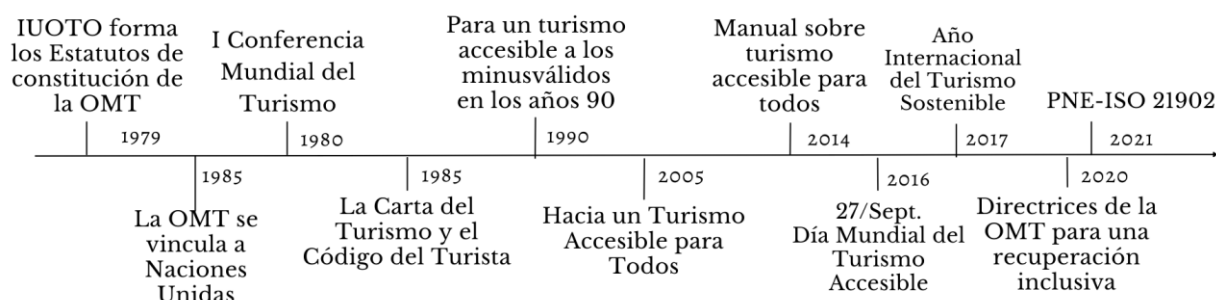 IUOTO forma
los Estatutos de
constitución de
la OMT
1979
I Conferencia
Mundial del
Turismo
1980
Para un turismo
accesible a los
minusválidos
en los años 90
1990
Manual sobre
turismo
accesible para
todos
2014
Año
Internacional
del Turismo
Sostenible
2017
PNE-ISO 21902
2021
1985
La OMT se
vincula a
Naciones
Unidas
1985
La Carta del
Turismo y el
Código del Turista
2005
Hacia un Turismo
Accesible para
Todos
2016
27/Sept.
Día Mundial del
Turismo
Accesible
2020
Directrices de la
OMT para una
recuperación
inclusiva